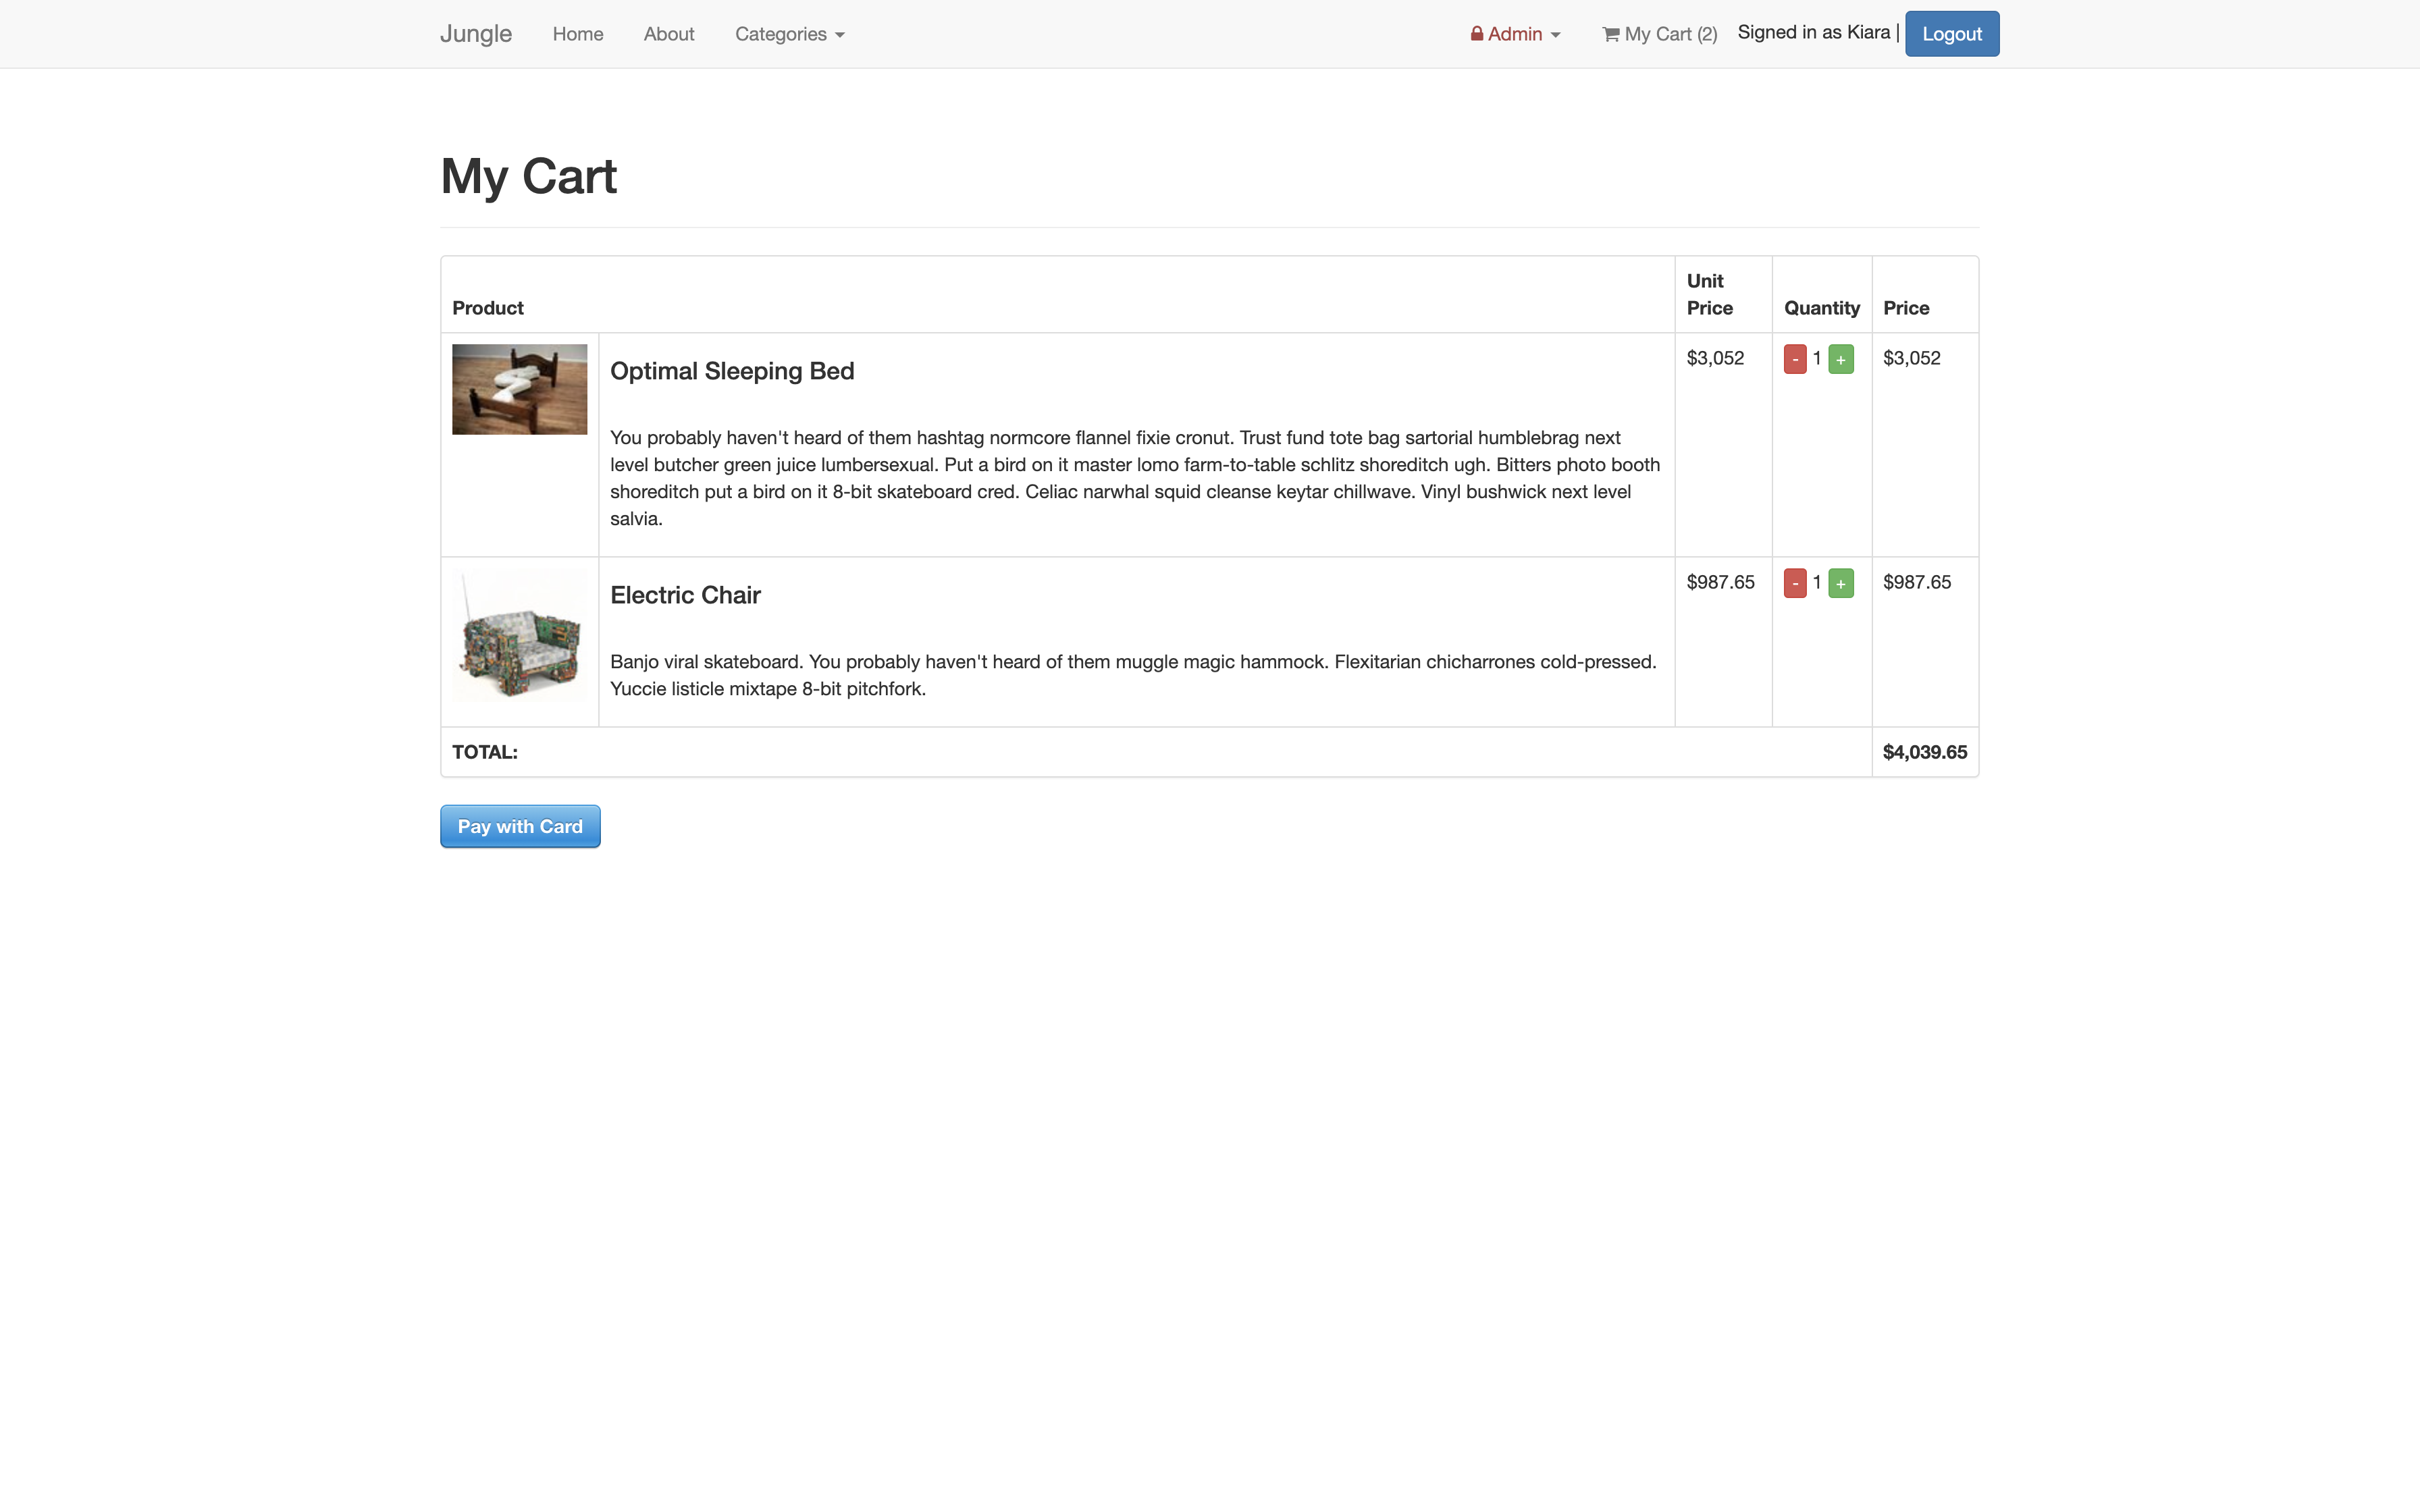 Jungle Home About Categories Admin My Cart (2) Signed in as Kiara | Logout
My Cart
Product Unit Price Quantity Price
Optimal Sleeping Bed $3,052 - 1 + $3,052
You probably haven't heard of them hashtag normcore flannel fixie cronut. Trust fund tote bag sartorial humblebrag next
level butcher green juice lumbersexual. Put a bird on it master lomo farm-to-table schlitz shoreditch ugh. Bitters photo booth
shoreditch put a bird on it 8-bit skateboard cred. Celiac narwhal squid cleanse keytar chillwave. Vinyl bushwick next level
salvia.
Electric Chair $987.65 - 1 + $987.65
Banjo viral skateboard. You probably haven't heard of them muggle magic hammock. Flexitarian chicharrones cold-pressed.
Yuccie listicle mixtape 8-bit pitchfork.
TOTAL: $4,039.65
Pay with Card